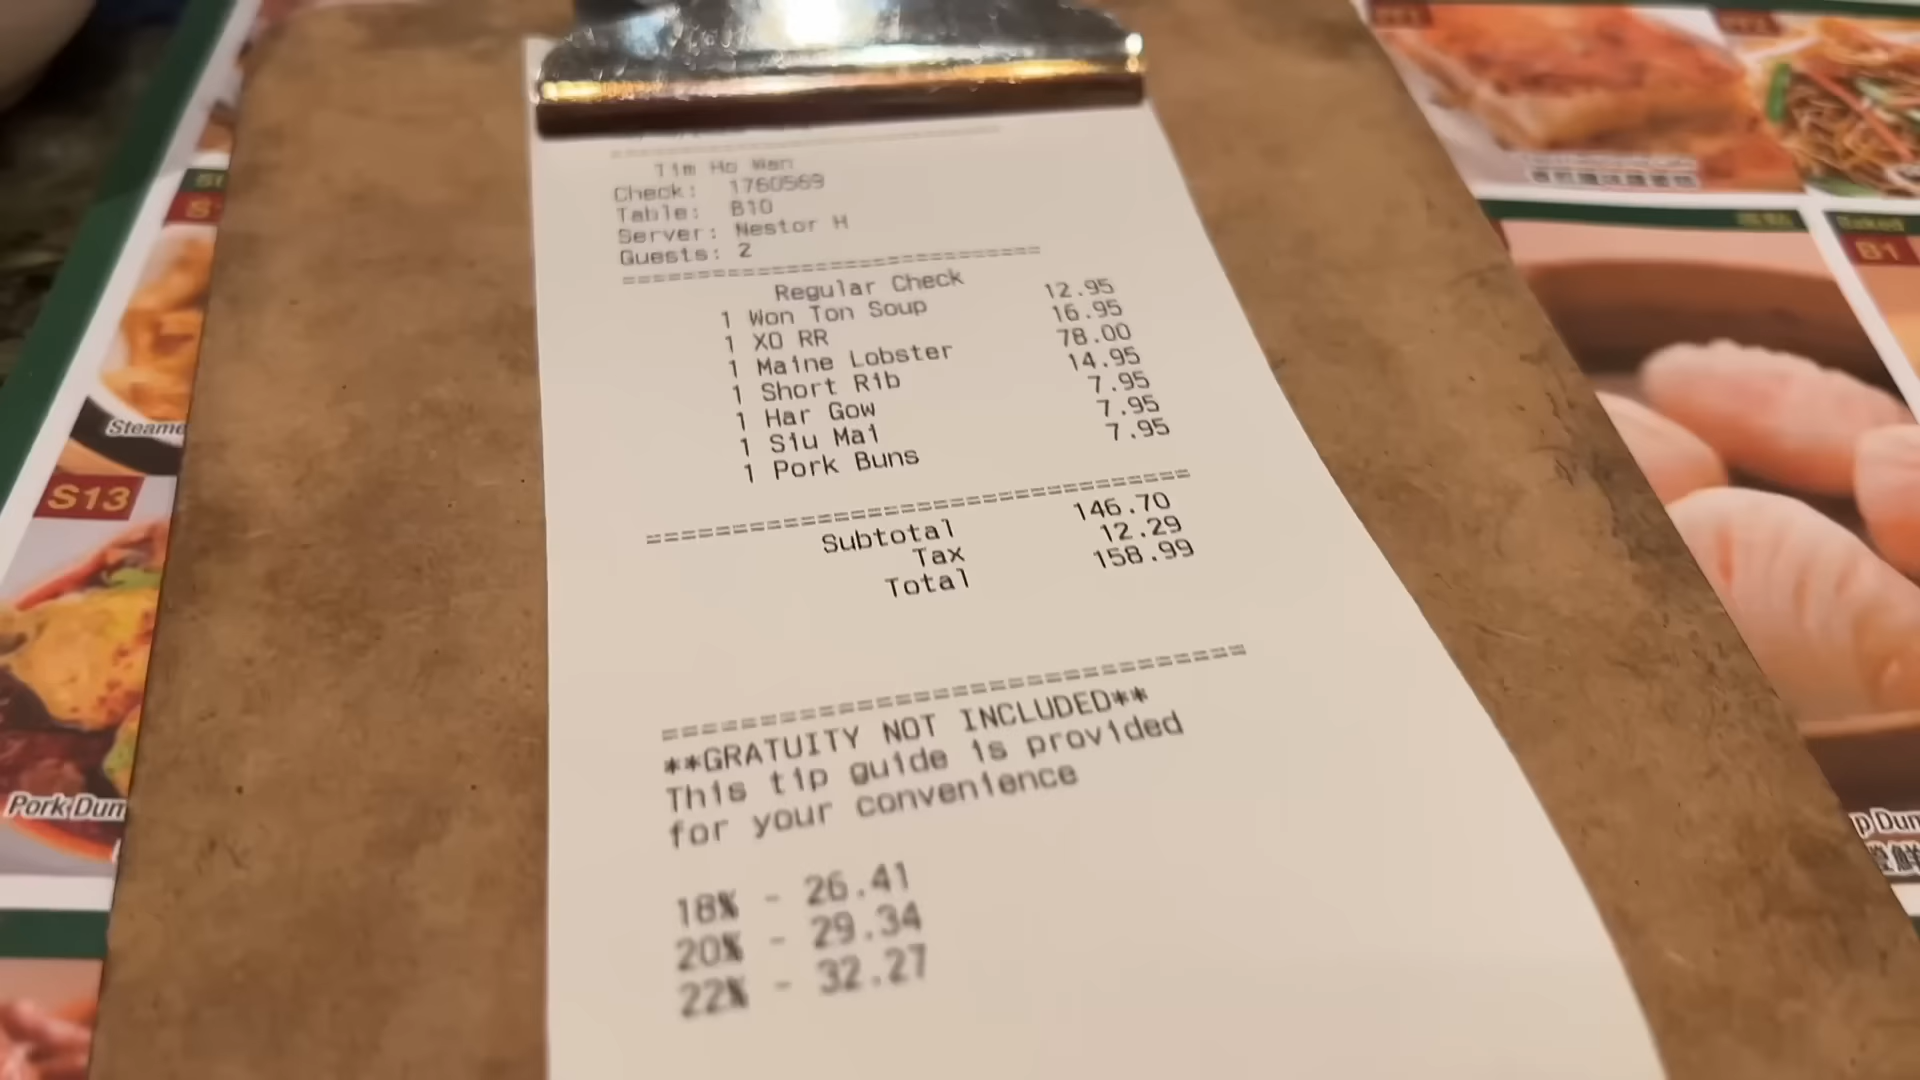 Tim Ho Wan
Check: 1760569
Table: B10
Server: Nestor H
Guests: 2
Regular Check
1 Won Ton Soup 12.95
1 XO RR 16.95
1 Maine Lobster 78.00
1 Short Rib 14.95
1 Har Gow 7.95
1 Siu Mai 7.95
1 Pork Buns 7.95
Subtotal 146.70
Tax 12.29
Total 158.99
**GRATUITY NOT INCLUDED**
This tip guide is provided
for your convenience
18% - 26.41
20% - 29.34
22% - 32.27
S13
Pork Dum
Steame
B1
p Dum